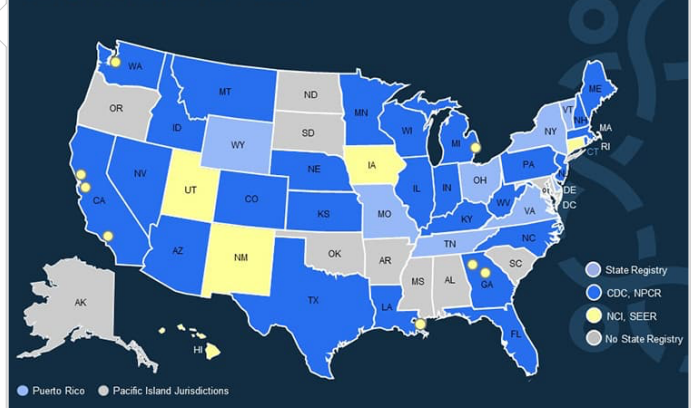 WA
MT
ND
MN
ME
VT
NH
OR
ID
SD
WI
MI
NY
MA
RI
CT
WY
IA
PA
NJ
NV
NE
IL
IN
OH
DE
DC
CA
UT
CO
KS
MO
KY
WV
VA
AZ
NM
OK
AR
TN
NC
TX
LA
MS
AL
GA
SC
FL
AK
HI
State Registry
CDC, NPCR
NCI, SEER
No State Registry
Puerto Rico
Pacific Island Jurisdictions